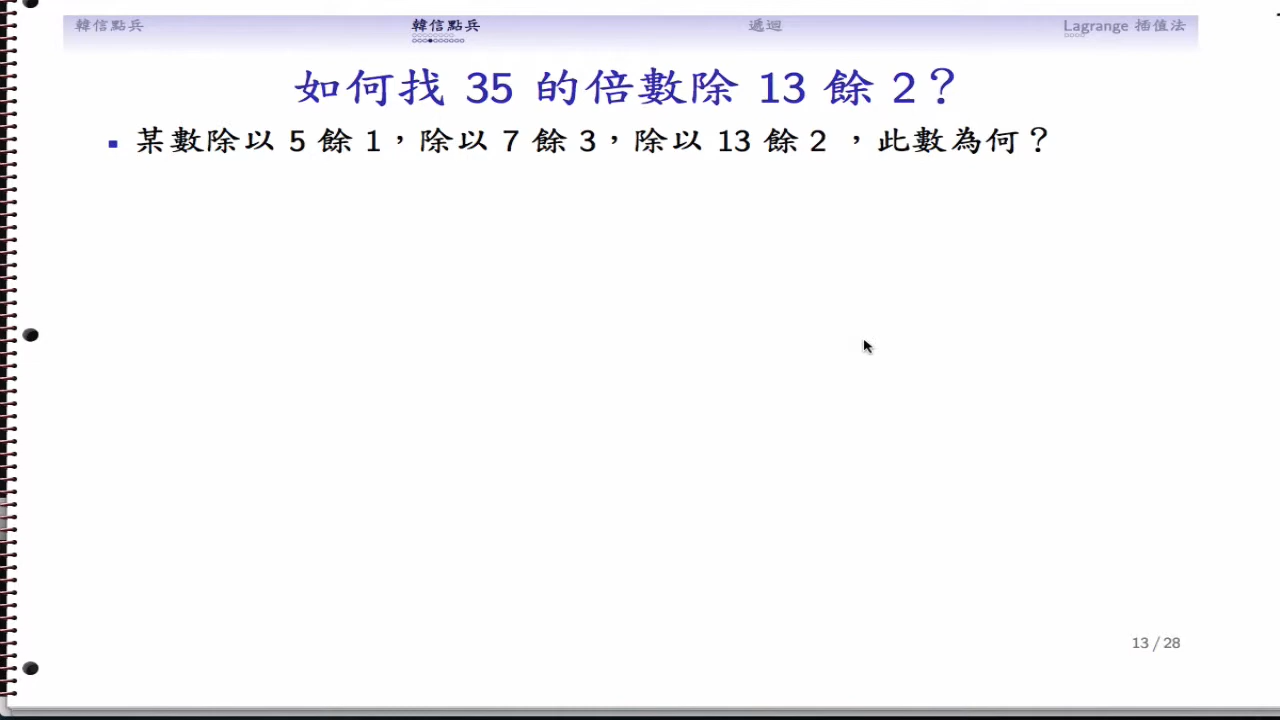 韓信點兵 韓信點兵 遞迴 Lagrange 插值法
如何找 35 的倍數除 13 餘 2？
某數除以 5 餘 1，除以 7 餘 3，除以 13 餘 2 ，此數為何？
13 / 28